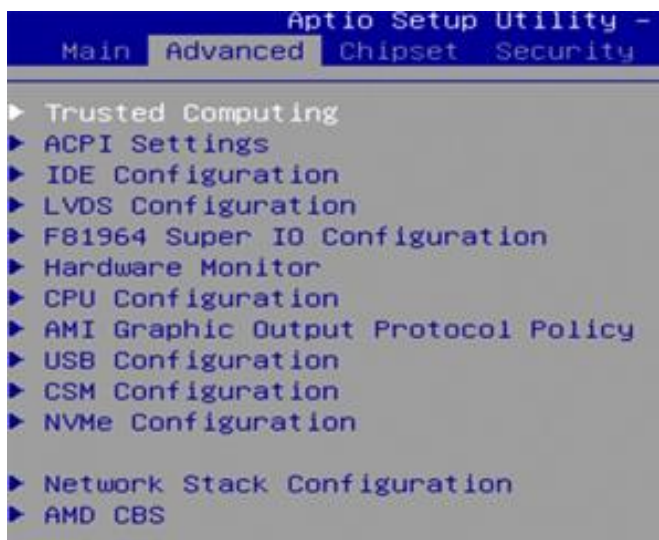 Aptio Setup Utility –
Main Advanced Chipset Security
Trusted Computing
ACPI Settings
IDE Configuration
LVDS Configuration
F81964 Super IO Configuration
Hardware Monitor
CPU Configuration
AMI Graphic Output Protocol Policy
USB Configuration
CSM Configuration
NVMe Configuration
Network Stack Configuration
AMD CBS